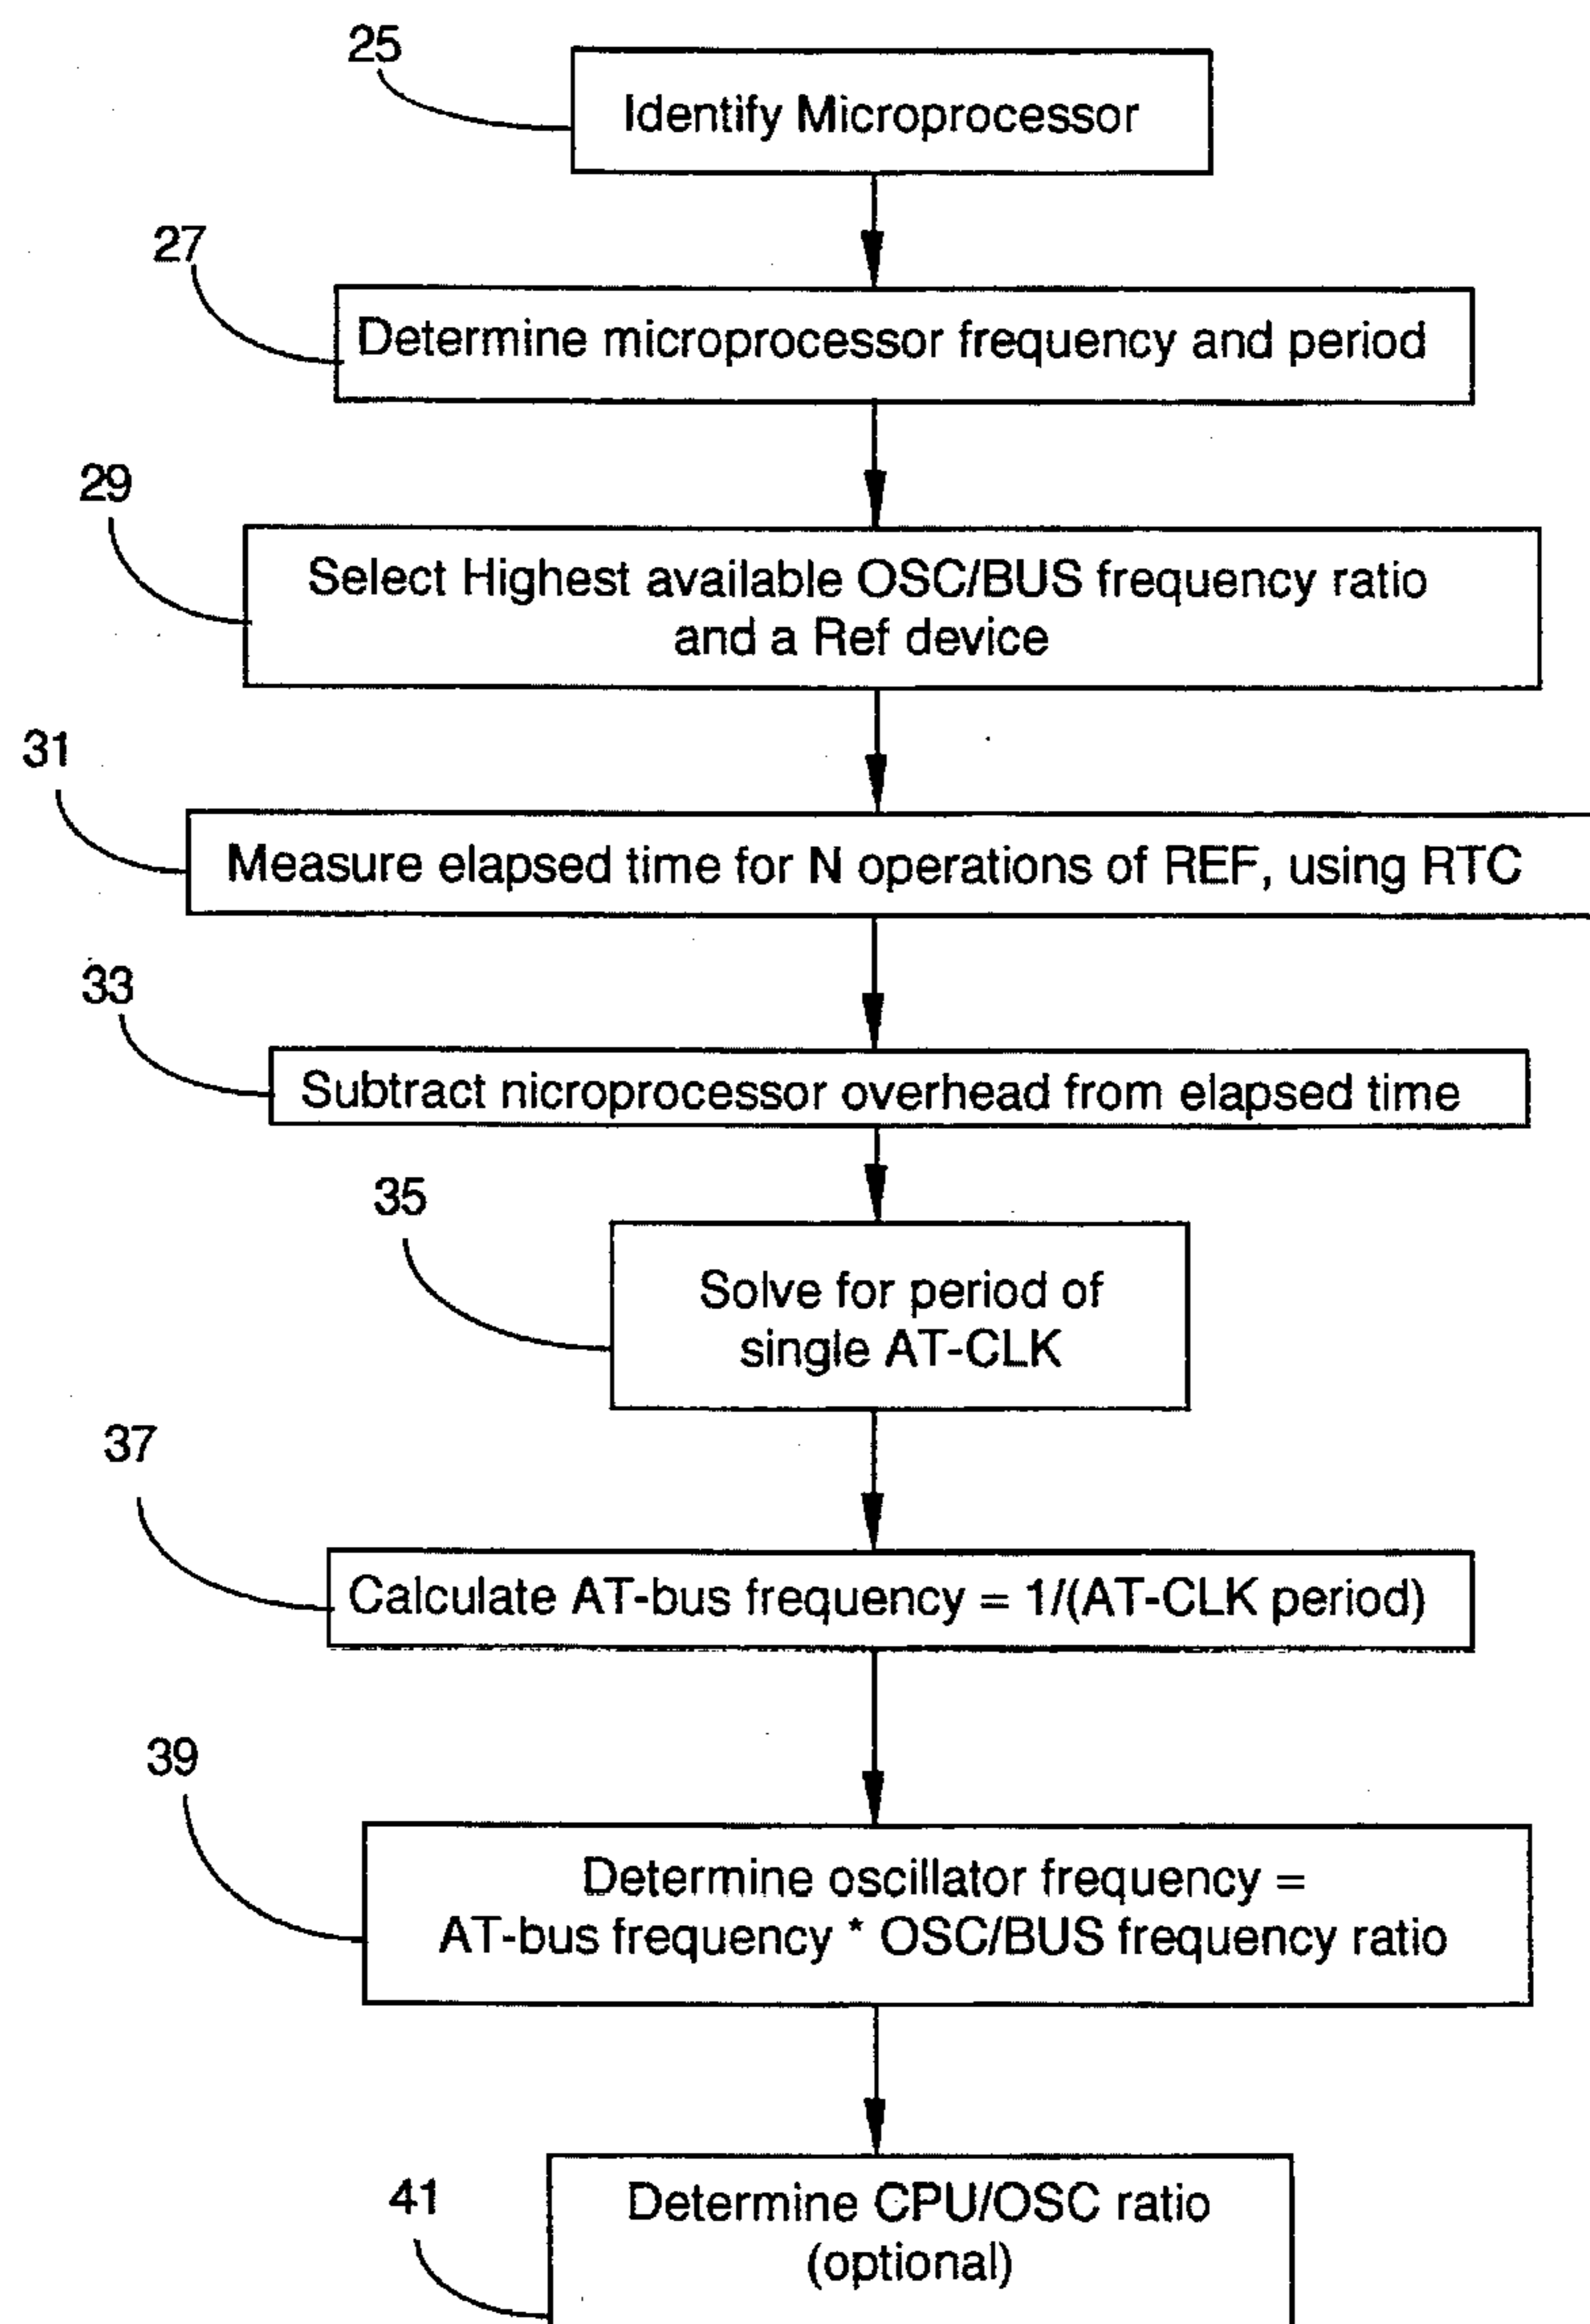 25
Identify Microprocessor
27
Determine microprocessor frequency and period
29
Select Highest available OSC/BUS frequency ratio
and a Ref device
31
Measure elapsed time for N operations of REF, using RTC
33
Subtract nicroprocessor overhead from elapsed time
35
Solve for period of
single AT-CLK
37
Calculate AT-bus frequency = 1/(AT-CLK period)
39
Determine oscillator frequency =
AT-bus frequency * OSC/BUS frequency ratio
41
Determine CPU/OSC ratio
(optional)